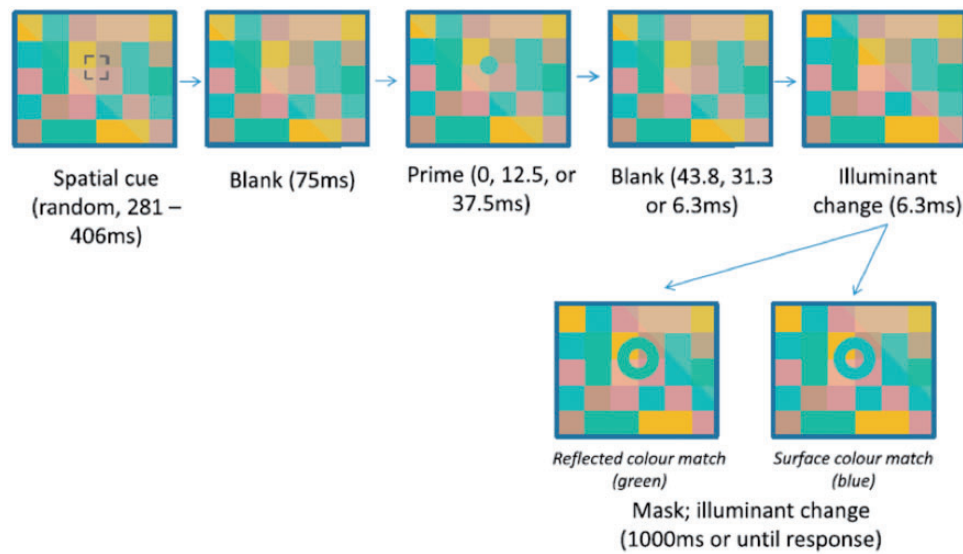 Spatial cue
(random, 281 –
406ms)
Blank (75ms)
Prime (0, 12.5, or
37.5ms)
Blank (43.8, 31.3
or 6.3ms)
Illuminant
change (6.3ms)
Reflected colour match
(green)
Surface colour match
(blue)
Mask; illuminant change
(1000ms or until response)